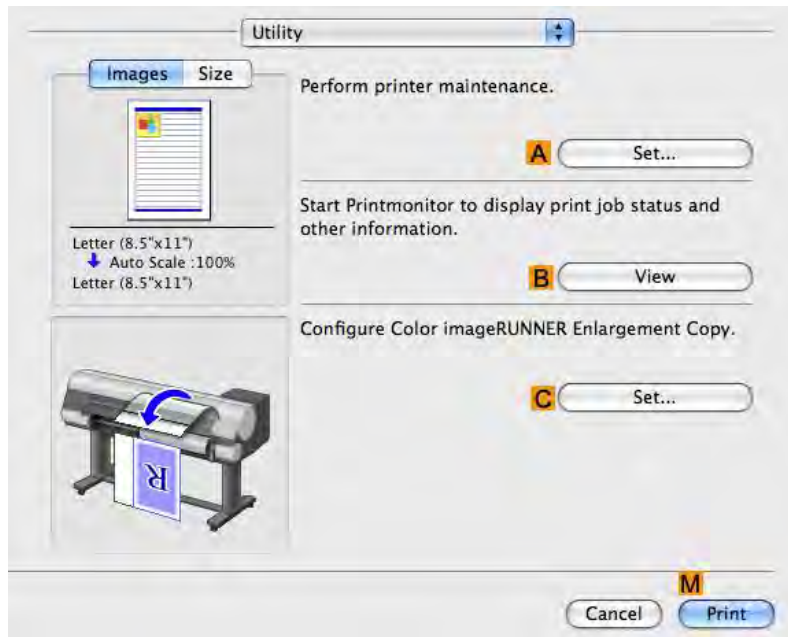 Utility
Images Size
Letter (8.5"x11")
Auto Scale :100%
Letter (8.5"x11")
R
Perform printer maintenance.
A Set...
Start Printmonitor to display print job status and
other information.
B View
Configure Color imageRUNNER Enlargement Copy.
C Set...
M
Cancel Print